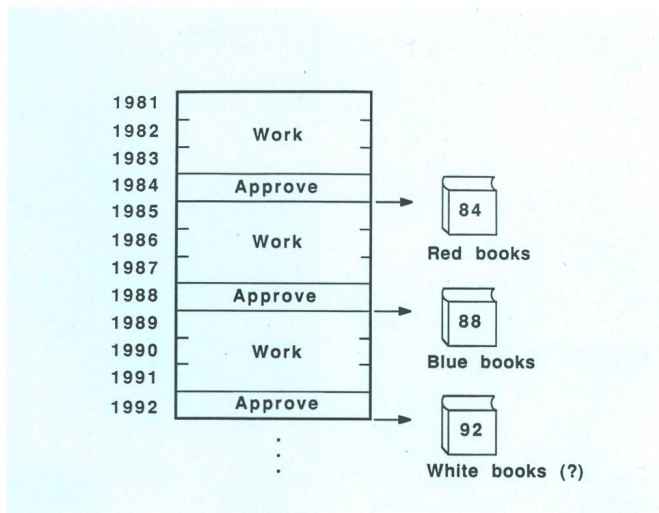 1981
1982 Work
1983
1984 Approve
1985
84
1986 Work
1987
Red books
1988 Approve
1989
88
1990 Work
1991
Blue books
1992 Approve
92
White books (?)